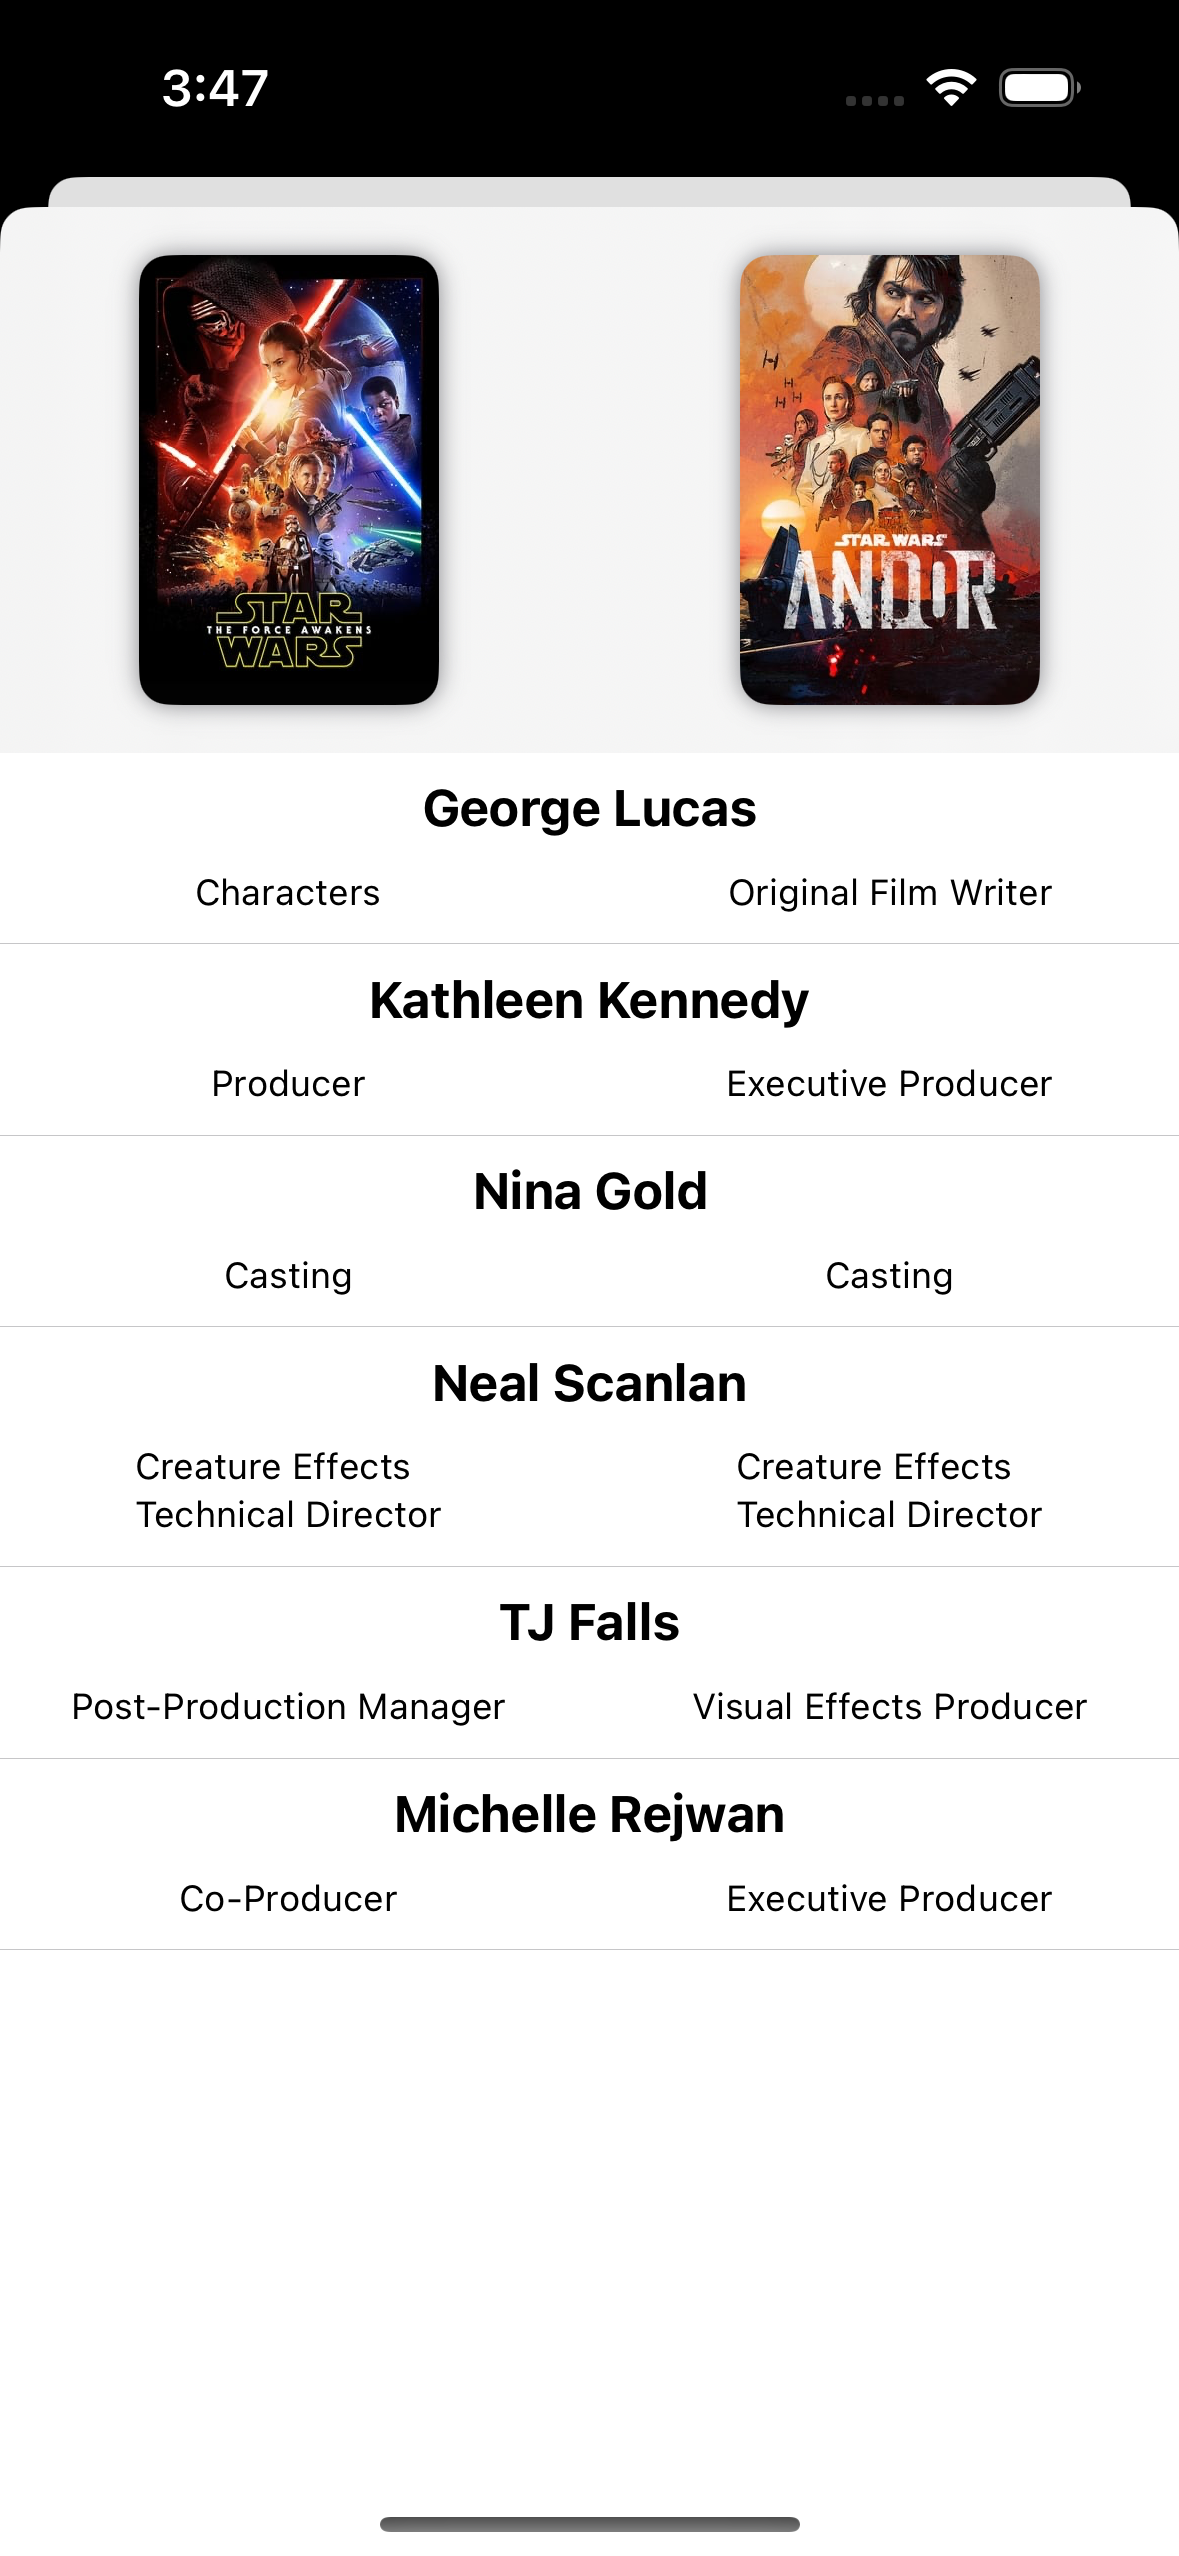 3:47
STAR
THE FORCE AWAKENS
WARS
STAR WARS
ANDOR
George Lucas
Characters
Original Film Writer
Kathleen Kennedy
Producer
Executive Producer
Nina Gold
Casting
Casting
Neal Scanlan
Creature Effects
Technical Director
Creature Effects
Technical Director
TJ Falls
Post-Production Manager
Visual Effects Producer
Michelle Rejwan
Co-Producer
Executive Producer